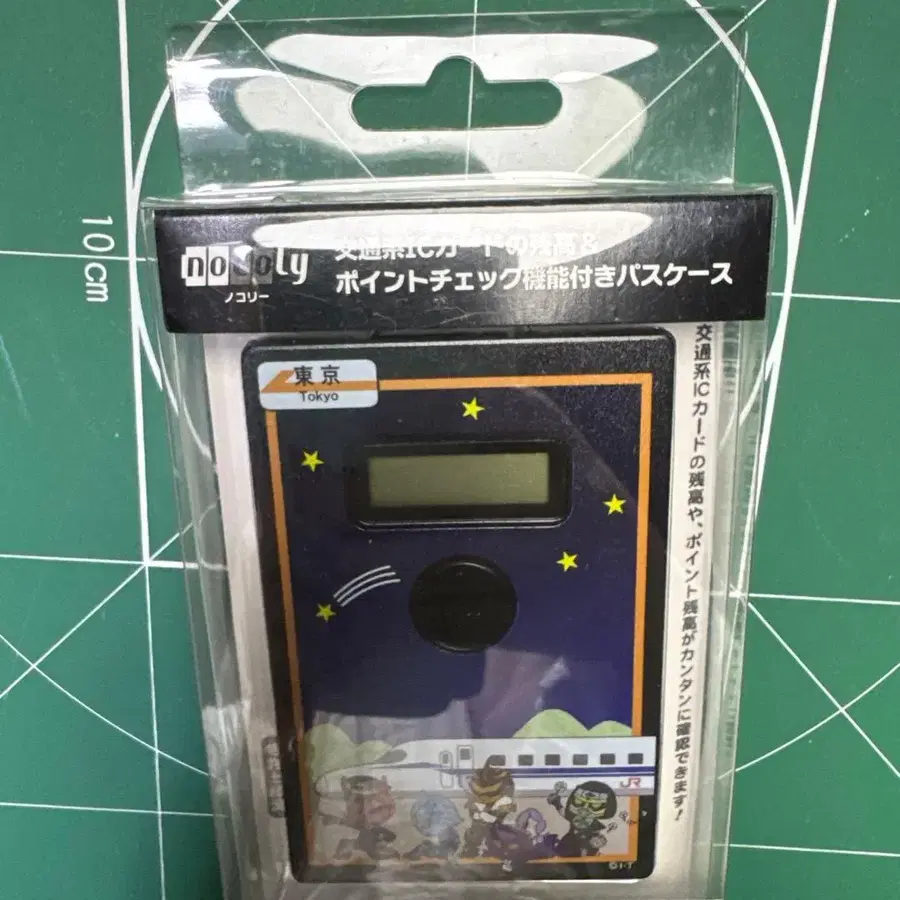 10cm
nocoly
ノコリー
交通系ICカードの残高&
ポイントチェック機能付きパスケース
東京
Tokyo
交通系ICカードの残高や、ポイント残高がカンタンに確認できます!
JR
©I・T